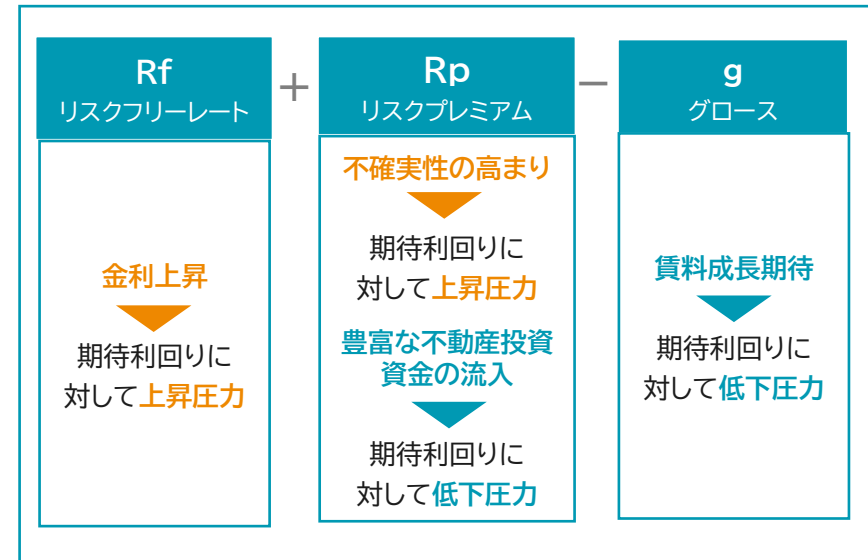 Rf
リスクフリーレート
金利上昇
期待利回りに
対して上昇圧力
+
Rp
リスクプレミアム
不確実性の高まり
期待利回りに
対して上昇圧力
豊富な不動産投資
資金の流入
期待利回りに
対して低下圧力
−
g
グロース
賃料成長期待
期待利回りに
対して低下圧力